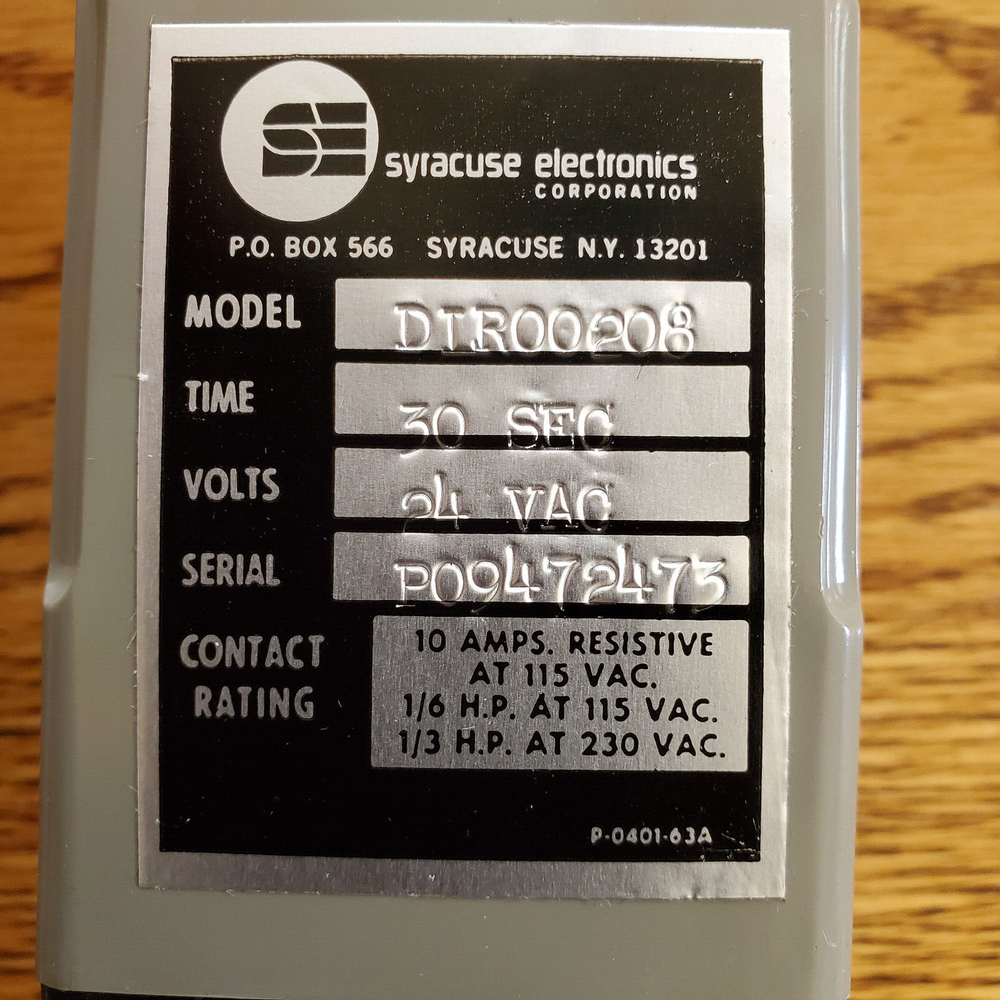 SE
syracuse electronics
CORPORATION
P.O. BOX 566 SYRACUSE N.Y. 13201
MODEL DTR00208
TIME 30 SEC
VOLTS 24 VAC
SERIAL P09472473
CONTACT RATING
10 AMPS. RESISTIVE
AT 115 VAC.
1/6 H.P. AT 115 VAC.
1/3 H.P. AT 230 VAC.
P-0401-63A